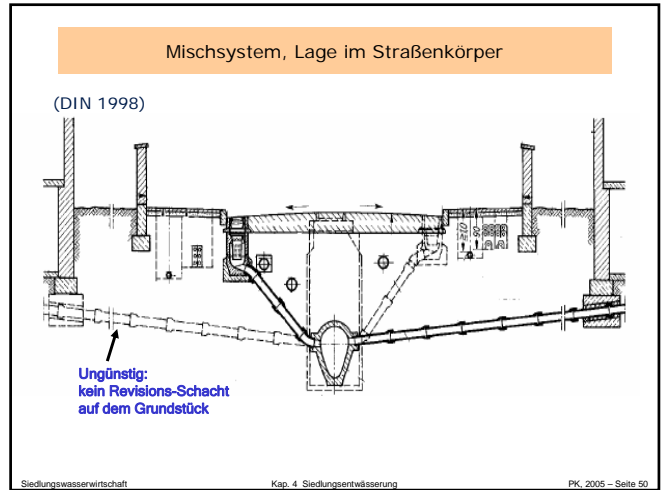 Mischsystem, Lage im Straßenkörper
(DIN 1998)
Ungünstig:
kein Revisions-Schacht
auf dem Grundstück
Siedlungswasserwirtschaft
Kap. 4 Siedlungsentwässerung
PK, 2005 – Seite 50